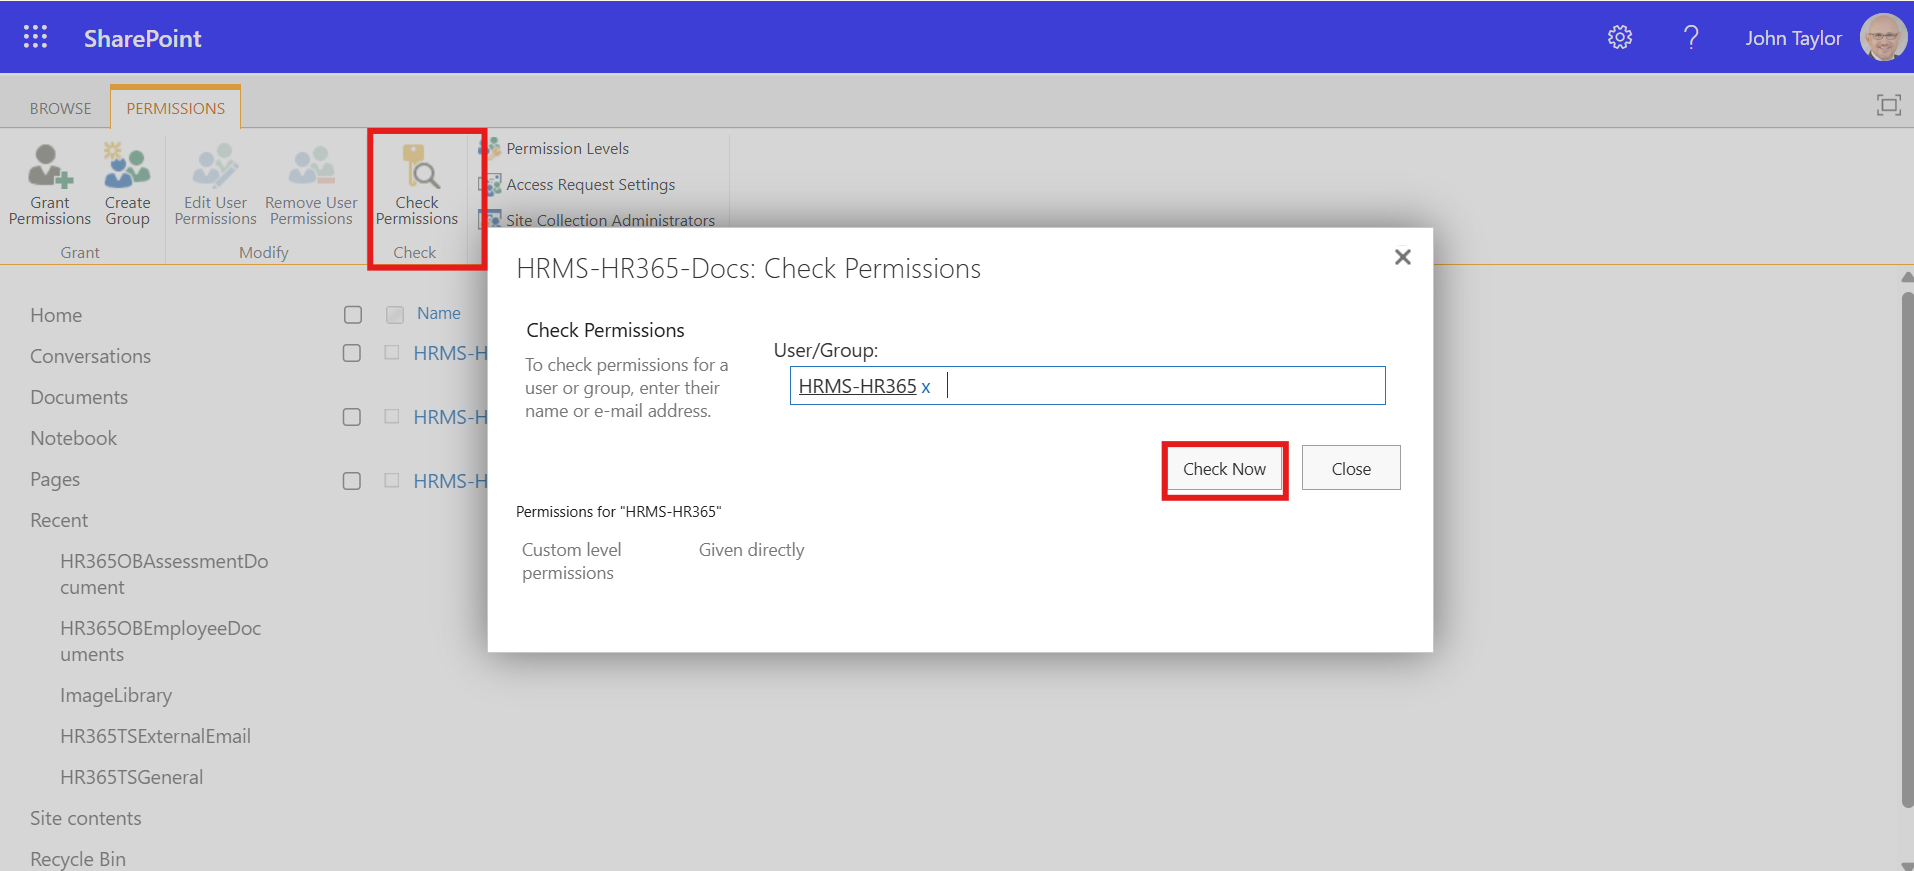 SharePoint
John Taylor
BROWSE
PERMISSIONS
Grant
Permissions
Create
Group
Edit User
Permissions
Remove User
Permissions
Check
Permissions
Permission Levels
Access Request Settings
Site Collection Administrators
Grant
Modify
Check
HRMS-HR365-Docs: Check Permissions
Check Permissions
To check permissions for a
user or group, enter their
name or e-mail address.
User/Group:
HRMS-HR365 x
Check Now
Close
Permissions for "HRMS-HR365"
Custom level
permissions
Given directly
Home
Conversations
Documents
Notebook
Pages
Recent
HR365OBAssessmentDo
cument
HR365OBEmployeeDoc
uments
ImageLibrary
HR365TSExternalEmail
HR365TSGeneral
Site contents
Recycle Bin
Name
HRMS-H
HRMS-H
HRMS-H